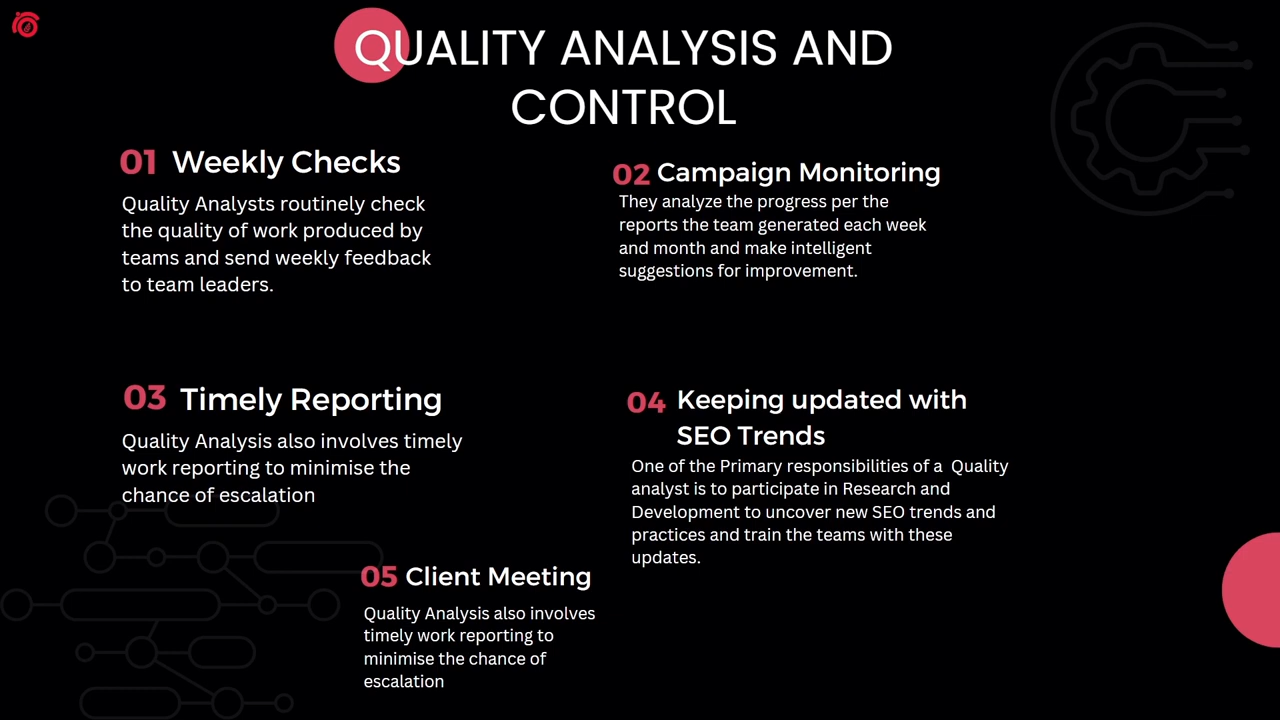 QUALITY ANALYSIS AND
CONTROL
01 Weekly Checks
Quality Analysts routinely check
the quality of work produced by
teams and send weekly feedback
to team leaders.
02 Campaign Monitoring
They analyze the progress per the
reports the team generated each week
and month and make intelligent
suggestions for improvement.
03 Timely Reporting
Quality Analysis also involves timely
work reporting to minimise the
chance of escalation
04 Keeping updated with
SEO Trends
One of the Primary responsibilities of a  Quality
analyst is to participate in Research and
Development to uncover new SEO trends and
practices and train the teams with these
updates.
05 Client Meeting
Quality Analysis also involves
timely work reporting to
minimise the chance of
escalation